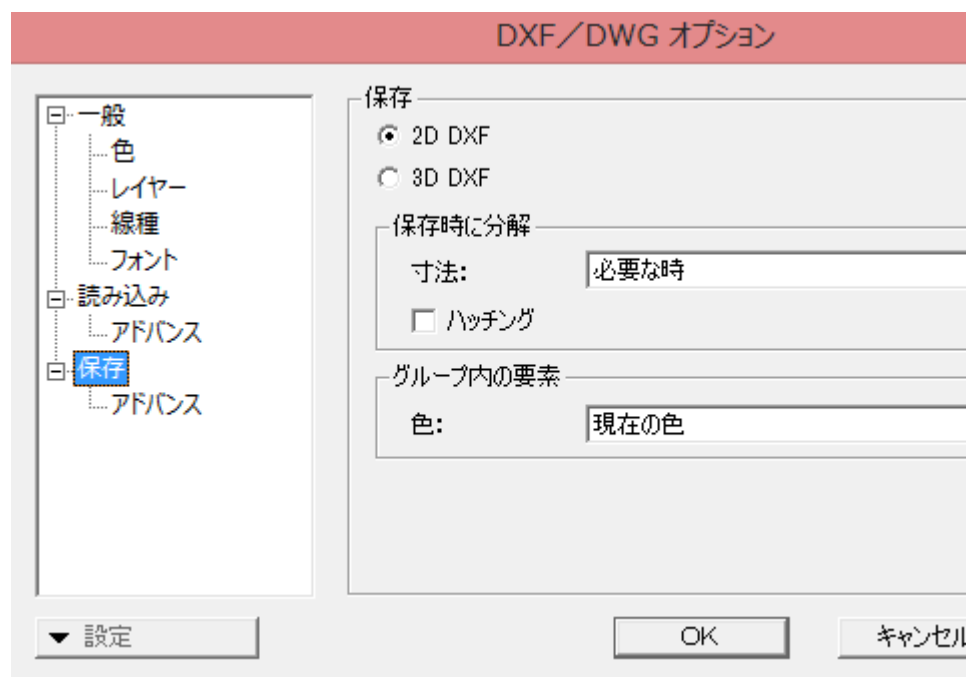 DXF／DWG オプション
一般
色
レイヤー
線種
フォント
読み込み
アドバンス
保存
アドバンス
保存
2D DXF
3D DXF
保存時に分解
寸法: 必要な時
ハッチング
グループ内の要素
色: 現在の色
▼ 設定
OK
キャンセル